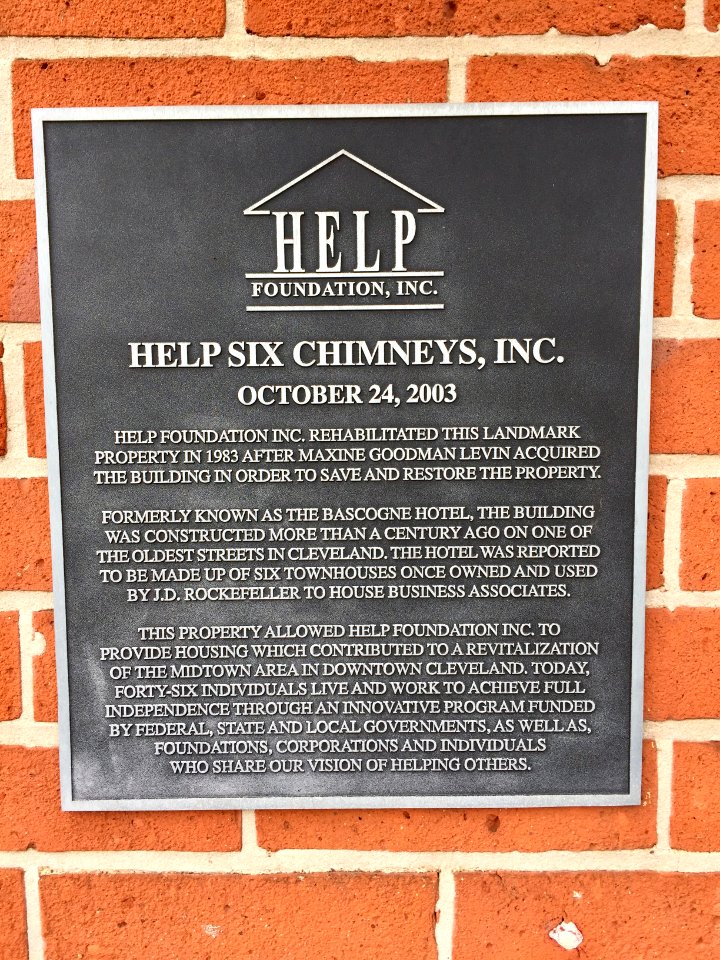 HELP
FOUNDATION, INC.
HELP SIX CHIMNEYS, INC.
OCTOBER 24, 2003
HELP FOUNDATION INC. REHABILITATED THIS LANDMARK
PROPERTY IN 1983 AFTER MAXINE GOODMAN LEVIN ACQUIRED
THE BUILDING IN ORDER TO SAVE AND RESTORE THE PROPERTY.
FORMERLY KNOWN AS THE BASCOGNE HOTEL, THE BUILDING
WAS CONSTRUCTED MORE THAN A CENTURY AGO ON ONE OF
THE OLDEST STREETS IN CLEVELAND. THE HOTEL WAS REPORTED
TO BE MADE UP OF SIX TOWNHOUSES ONCE OWNED AND USED
BY J.D. ROCKEFELLER TO HOUSE BUSINESS ASSOCIATES.
THIS PROPERTY ALLOWED HELP FOUNDATION INC. TO
PROVIDE HOUSING WHICH CONTRIBUTED TO A REVITALIZATION
OF THE MIDTOWN AREA IN DOWNTOWN CLEVELAND. TODAY,
FORTY-SIX INDIVIDUALS LIVE AND WORK TO ACHIEVE FULL
INDEPENDENCE THROUGH AN INNOVATIVE PROGRAM FUNDED
BY FEDERAL, STATE AND LOCAL GOVERNMENTS, AS WELL AS,
FOUNDATIONS, CORPORATIONS AND INDIVIDUALS
WHO SHARE OUR VISION OF HELPING OTHERS.